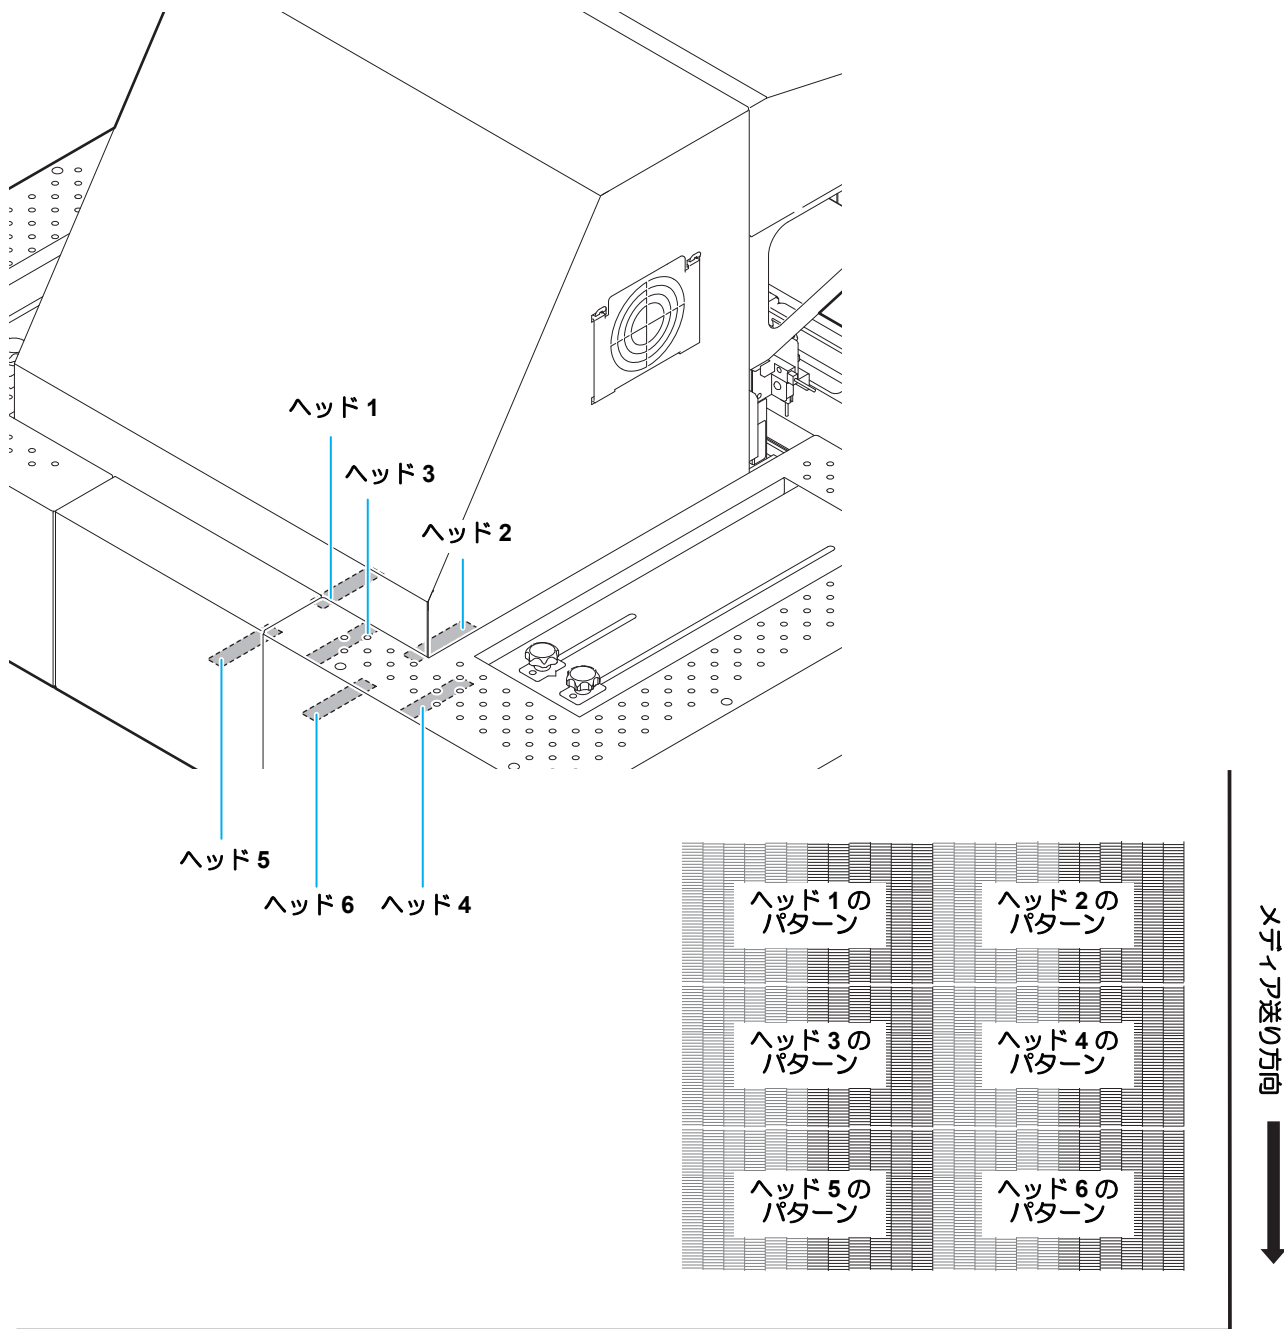 ヘッド 1
ヘッド 3
ヘッド 2
ヘッド 5
ヘッド 6
ヘッド 4
ヘッド 1 の
パターン
ヘッド 2 の
パターン
ヘッド 3 の
パターン
ヘッド 4 の
パターン
ヘッド 5 の
パターン
ヘッド 6 の
パターン
メディア送り方向